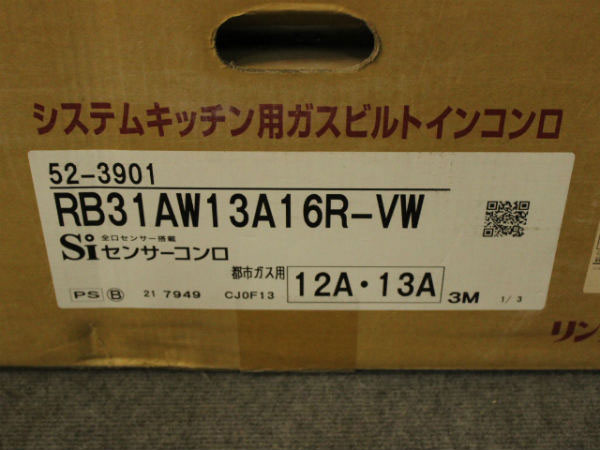 システムキッチン用ガスビルトインコンロ
52-3901
RB31AW13A16R-VW
全口センサー搭載
Siセンサーコンロ
都市ガス用 12A・13A 3M 1/3
PS B 21 7949 CJ0F13
リン